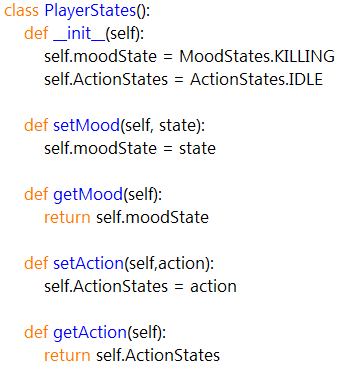 class PlayerStates():
    def __init__(self):
        self.moodState = MoodStates.KILLING
        self.ActionStates = ActionStates.IDLE

    def setMood(self, state):
        self.moodState = state

    def getMood(self):
        return self.moodState

    def setAction(self,action):
        self.ActionStates = action

    def getAction(self):
        return self.ActionStates